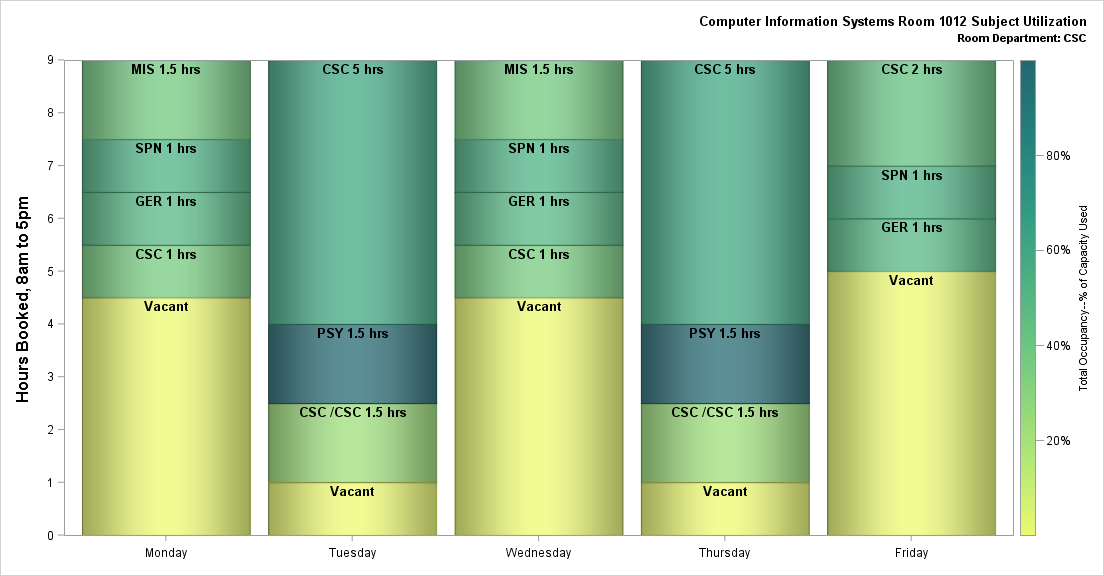 Computer Information Systems Room 1012 Subject Utilization
Room Department: CSC
Hours Booked, 8am to 5pm
9
8
7
6
5
4
3
2
1
0
MIS 1.5 hrs
SPN 1 hrs
GER 1 hrs
CSC 1 hrs
Vacant
CSC 5 hrs
PSY 1.5 hrs
CSC /CSC 1.5 hrs
Vacant
MIS 1.5 hrs
SPN 1 hrs
GER 1 hrs
CSC 1 hrs
Vacant
CSC 5 hrs
PSY 1.5 hrs
CSC /CSC 1.5 hrs
Vacant
CSC 2 hrs
SPN 1 hrs
GER 1 hrs
Vacant
Monday
Tuesday
Wednesday
Thursday
Friday
80%
60%
40%
20%
Total Occupancy--% of Capacity Used